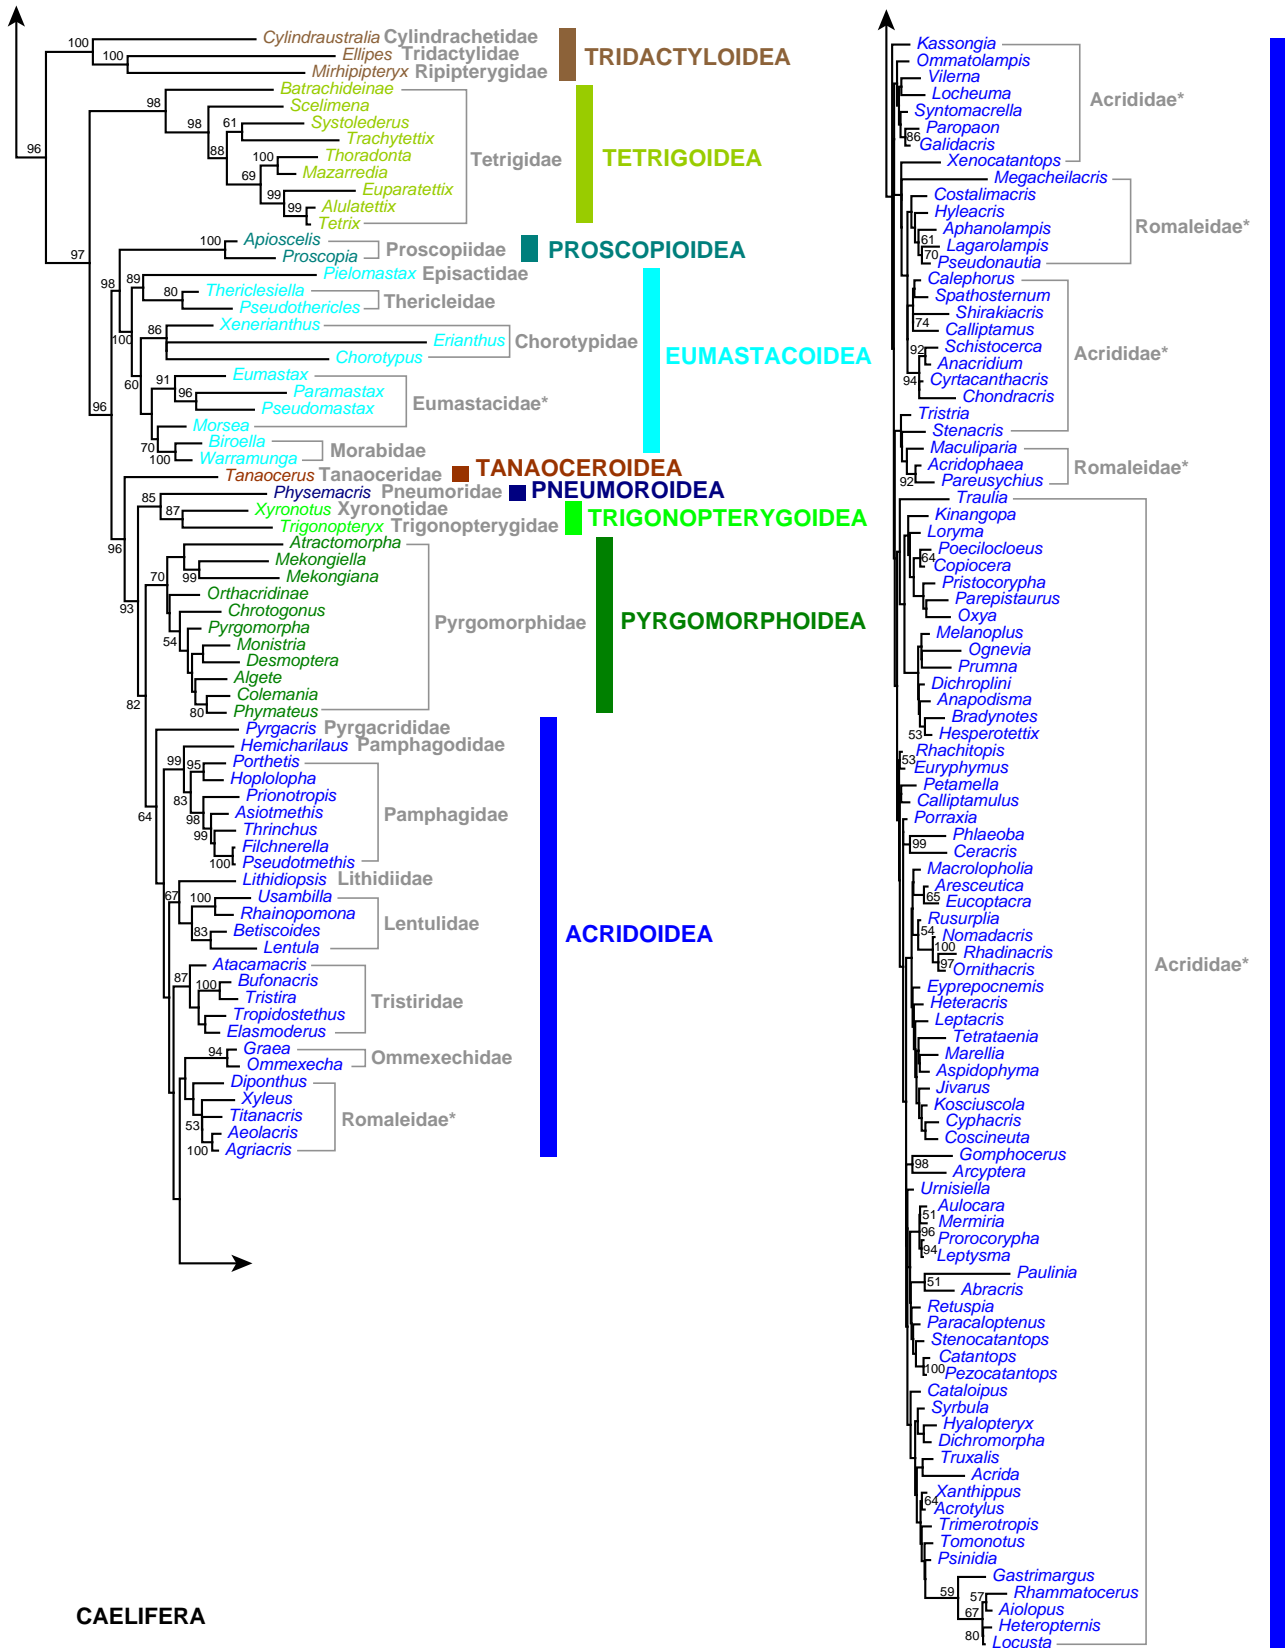 100
Cylindraustralia Cylindrachetidae
100
Ellipes Tridactylidae
Mirhipipteryx Ripipterygidae
TRIDACTYLOIDEA
96
98
Batrachideinae
Scelimena
98
61
Systolederus
Trachytettix
88
100
Thoradonta
Mazarredia
69
99
Euparatettix
99
Alulatettix
Tetrix
Tetrigidae
TETRIGOIDEA
97
100
Apioscelis
Proscopia
Proscopiidae
PROSCOPIOIDEA
98
89
Pielomastax Episactidae
80
Thericlesiella
Pseudothericles
Thericleidae
100
86
Xenerianthus
Erianthus
Chorotypus
Chorotypidae
60
91
Eumastax
96
Paramastax
Pseudomastax
Morsea
Eumastacidae*
70
Biroella
100
Warramunga
Morabidae
EUMASTACOIDEA
96
Tanaocerus Tanaoceridae
TANAOCEROIDEA
85
Physemacris Pneumoridae
PNEUMOROIDEA
87
Xyronotus Xyronotidae
Trigonopteryx Trigonopterygidae
TRIGONOPTERYGOIDEA
96
93
70
Atractomorpha
99
Mekongiella
Mekongiana
Orthacridinae
Chrotogonus
54
Pyrgomorpha
Monistria
Desmoptera
Algete
Colemania
80
Phymateus
Pyrgomorphidae
PYRGOMORPHOIDEA
82
64
Pyrgacris Pyrgacrididae
Hemicharilaus Pamphagodidae
99
95
Porthetis
Hoplolopha
83
Prionotropis
98
Asiotmethis
99
Thrinchus
Filchnerella
100
Pseudotmethis
Pamphagidae
Lithidiopsis Lithidiidae
67
100
Usambilla
Rhainopomona
83
Betiscoides
Lentula
Lentulidae
87
Atacamacris
100
Bufonacris
Tristira
Tropidostethus
Elasmoderus
Tristiridae
94
Graea
Ommexecha
Ommexechidae
Diponthus
Xyleus
Titanacris
53
Aeolacris
100
Agriacris
Romaleidae*
ACRIDOIDEA
CAELIFERA
Kassongia
Ommatolampis
Vilerna
Locheuma
Syntomacrella
Paropaon
86
Galidacris
Xenocatantops
Acrididae*
Megacheilacris
Costalimacris
Hyleacris
Aphanolampis
61
Lagarolampis
70
Pseudonautia
Romaleidae*
Calephorus
Spathosternum
Shirakiacris
74
Calliptamus
92
Schistocerca
Anacridium
94
Cyrtacanthacris
Chondracris
Tristria
Stenacris
Acrididae*
Maculiparia
Acridophaea
92
Pareusychius
Romaleidae*
Traulia
Kinangopa
Loryma
Poecilocloeus
64
Copiocera
Pristocorypha
Parepistaurus
Oxya
Melanoplus
Ognevia
Prumna
Dichroplini
Anapodisma
Bradynotes
53
Hesperotettix
Rhachitopis
53
Euryphymus
Petamella
Calliptamulus
Porraxia
Phlaeoba
99
Ceracris
Macrolopholia
Aresceutica
65
Eucoptacra
Rusurplia
54
Nomadacris
100
Rhadinacris
97
Ornithacris
Eyprepocnemis
Heteracris
Leptacris
Tetrataenia
Marellia
Aspidophyma
Jivarus
Kosciuscola
Cyphacris
Coscineuta
Gomphocerus
98
Arcyptera
Urnisiella
Aulocara
51
Mermiria
96
Prorocorypha
94
Leptysma
Paulinia
51
Abracris
Retuspia
Paracaloptenus
Stenocatantops
Catantops
100
Pezocatantops
Cataloipus
Syrbula
Hyalopteryx
Dichromorpha
Truxalis
Acrida
Xanthippus
64
Acrotylus
Trimerotropis
Tomonotus
Psinidia
Gastrimargus
59
57
Rhammatocerus
Aiolopus
67
Heteropternis
80
Locusta
Acrididae*